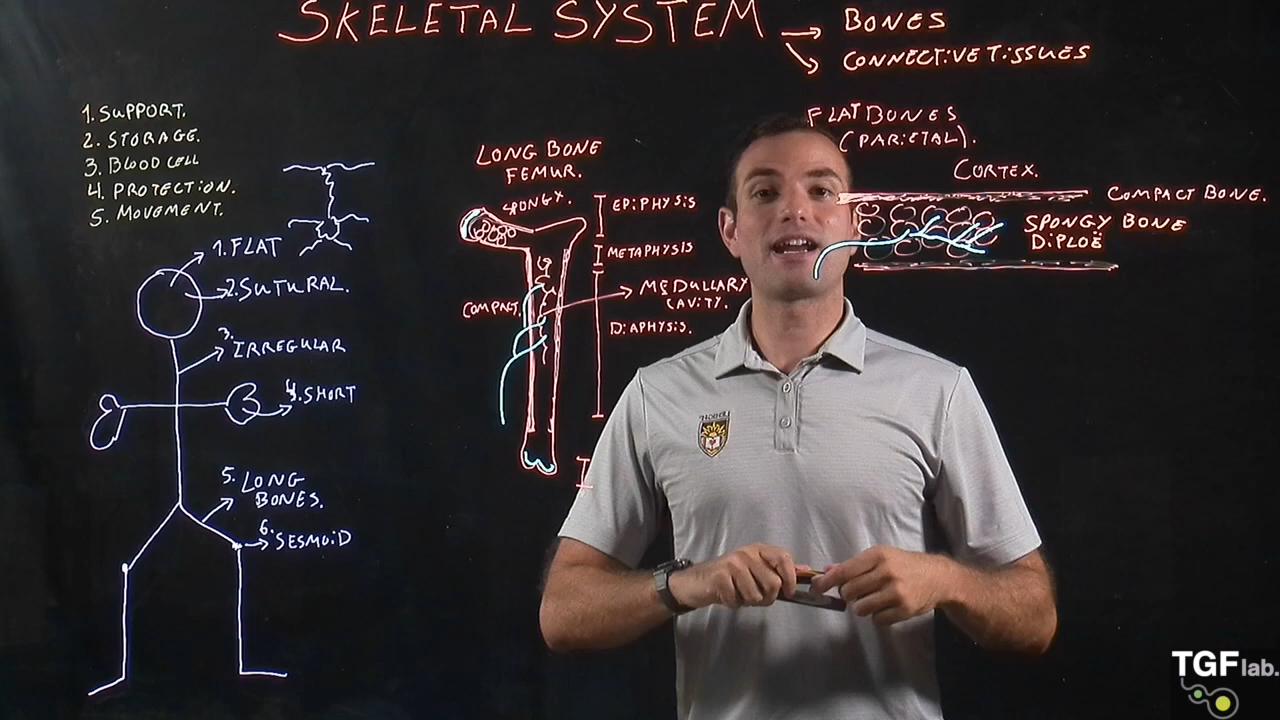 SKELETAL SYSTEM
BONES
CONNECTIVE TISSUES
1. SUPPORT.
2. STORAGE.
3. BLOOD CELL
4. PROTECTION.
5. MOVEMENT.
1. FLAT
2. SUTURAL.
3. IRREGULAR
4. SHORT
5. LONG
BONES.
6. SESMOID
LONG BONE
FEMUR.
SPONGY.
EPIPHYSIS
METAPHYSIS
MEDULLARY
CAVITY.
COMPACT.
DIAPHYSIS.
FLAT BONES
(PARIETAL).
CORTEX.
COMPACT BONE.
SPONGY BONE
DIPLOË
TGF lab.